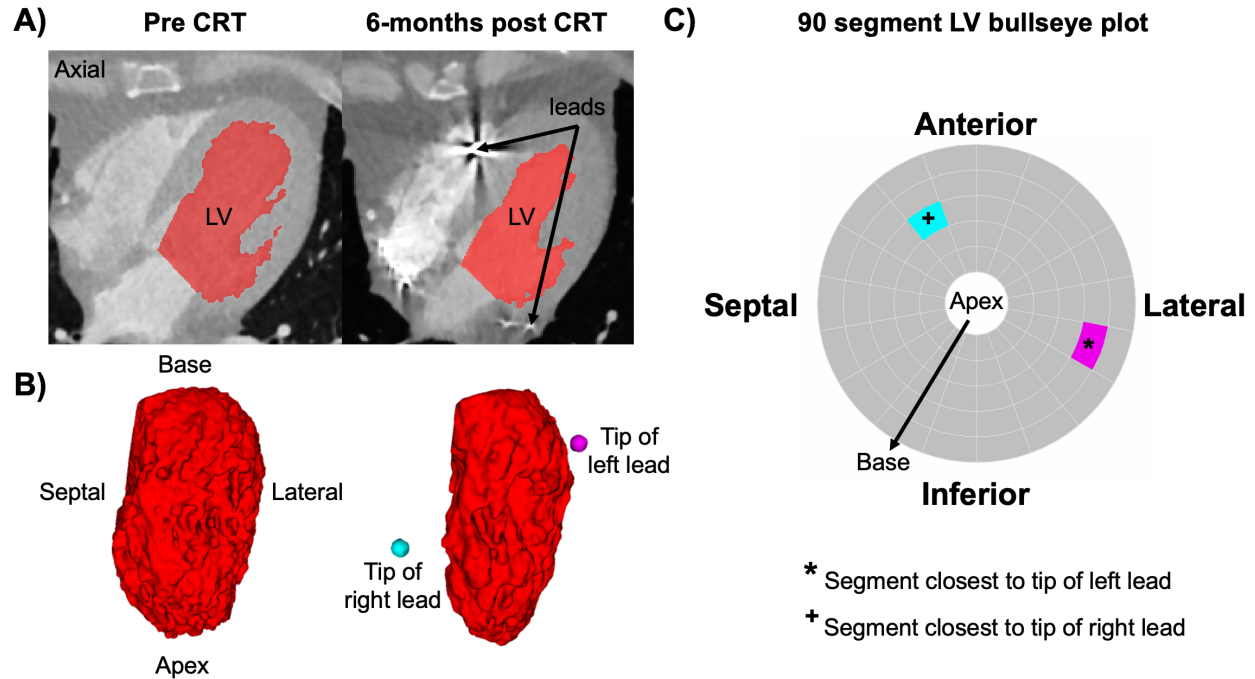 A)
Pre CRT
6-months post CRT
Axial
leads
LV
LV
B)
Base
Septal
Lateral
Apex
Tip of
left lead
Tip of
right lead
C)
90 segment LV bullseye plot
Anterior
+
Septal
Apex
Lateral
*
Base
Inferior
* Segment closest to tip of left lead
+ Segment closest to tip of right lead